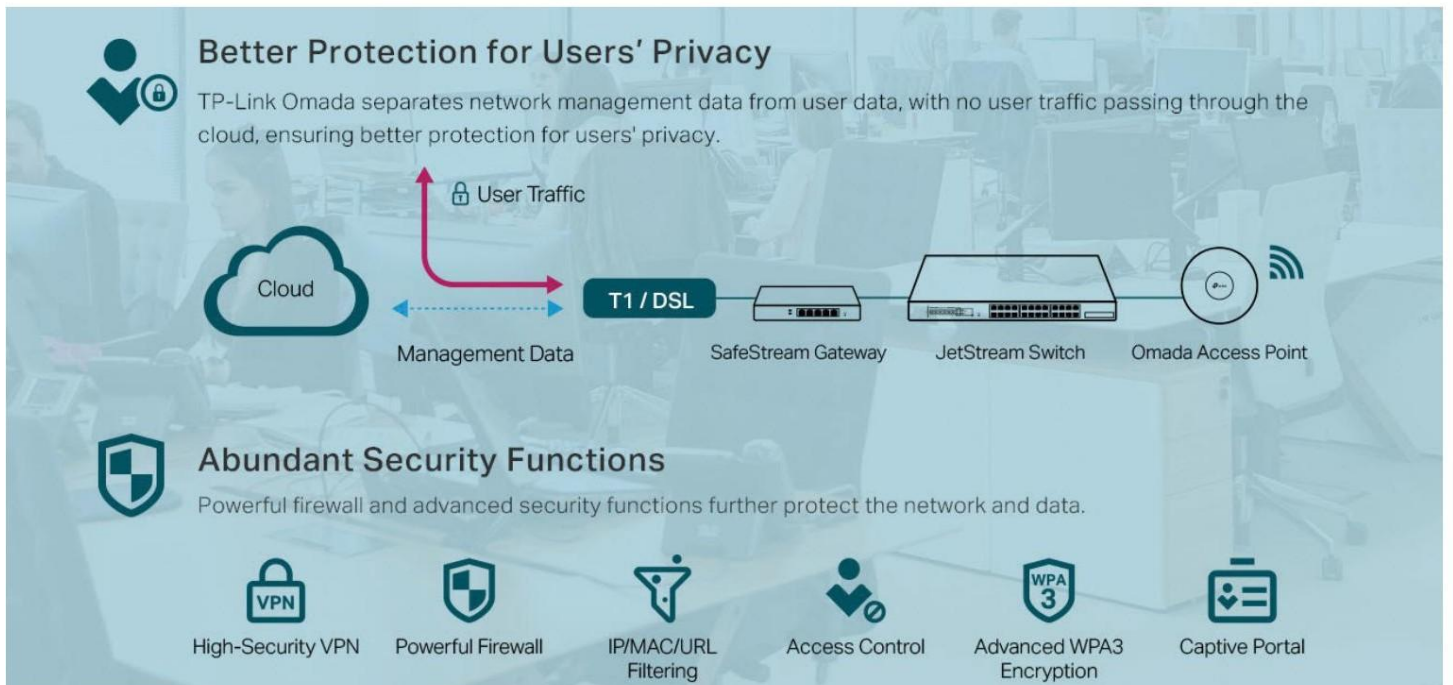 Better Protection for Users' Privacy
TP-Link Omada separates network management data from user data, with no user traffic passing through the
cloud, ensuring better protection for users' privacy.
User Traffic
Cloud
T1 / DSL
Management Data
SafeStream Gateway
JetStream Switch
Omada Access Point
Abundant Security Functions
Powerful firewall and advanced security functions further protect the network and data.
VPN
WPA
3
High-Security VPN
Powerful Firewall
IP/MAC/URL
Filtering
Access Control
Advanced WPA3
Encryption
Captive Portal